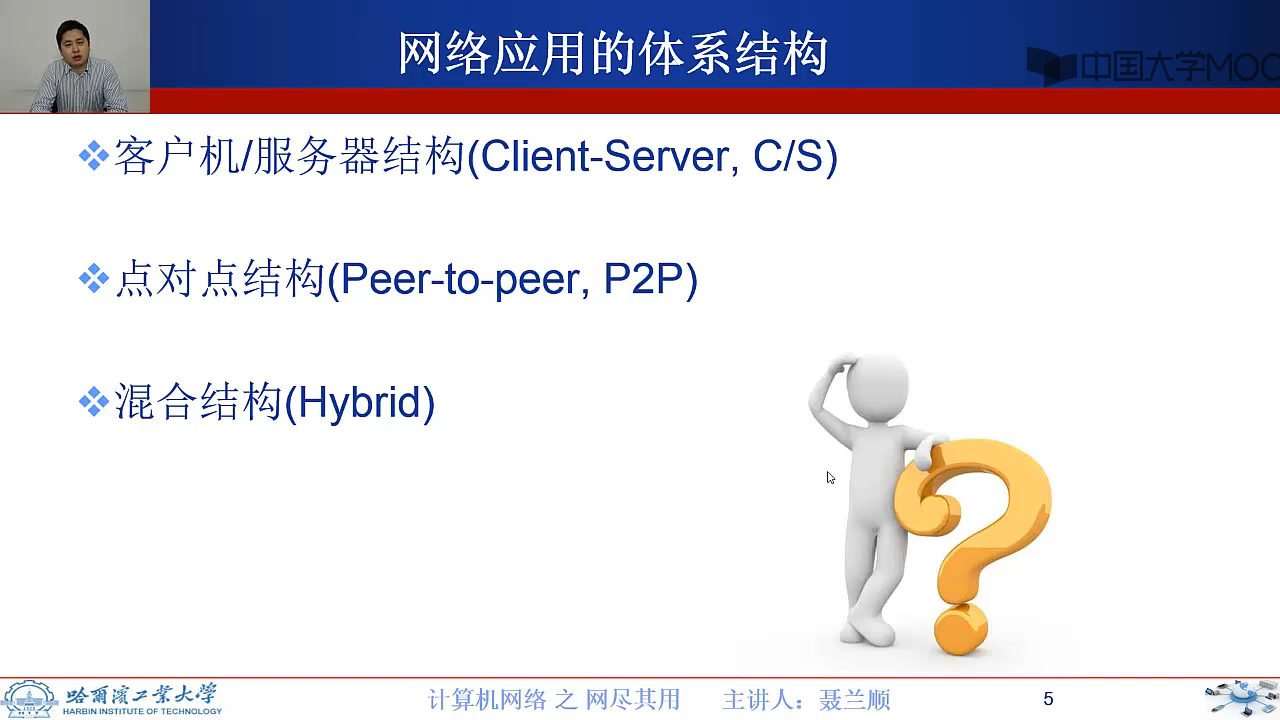 网络应用的体系结构
中国大学MOO
客户机/服务器结构(Client-Server, C/S)
点对点结构(Peer-to-peer, P2P)
混合结构(Hybrid)
哈爾濱工業大學
HARBIN INSTITUTE OF TECHNOLOGY
计算机网络 之 网尽其用 主讲人：聂兰顺
5